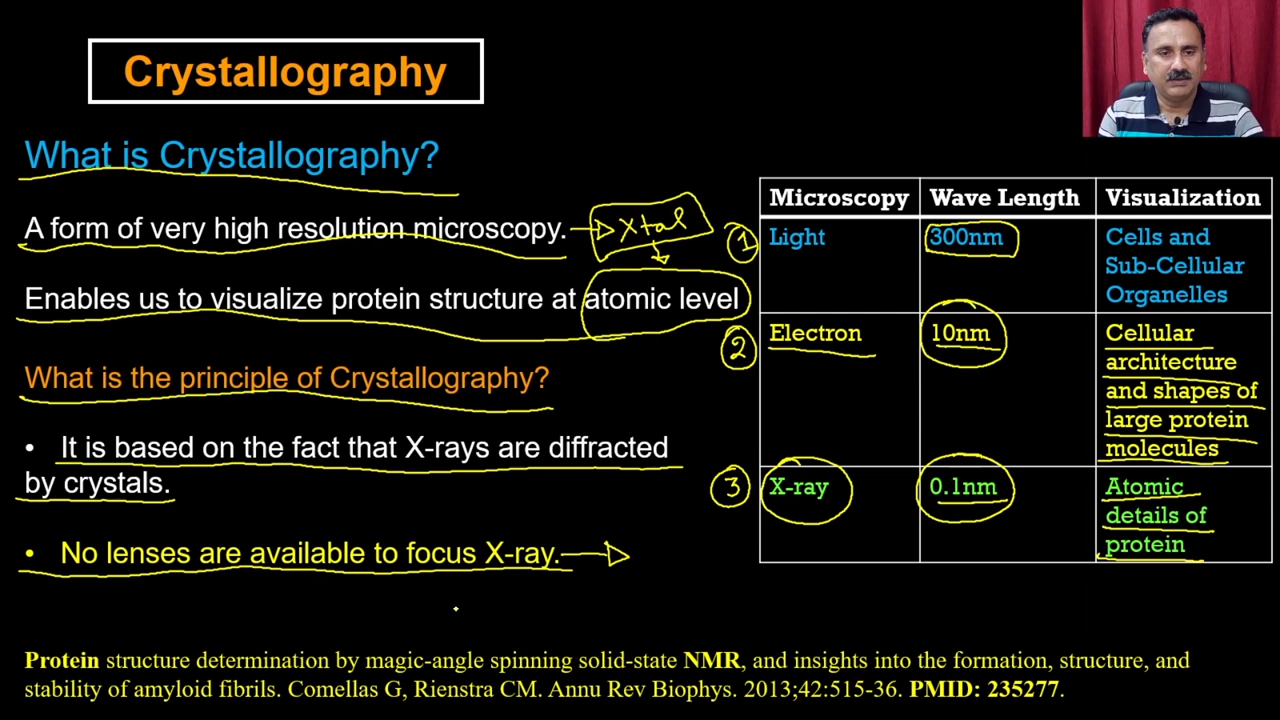 Crystallography
What is Crystallography?
A form of very high resolution microscopy. Xtal
Enables us to visualize protein structure at atomic level
What is the principle of Crystallography?
• It is based on the fact that X-rays are diffracted
by crystals.
• No lenses are available to focus X-ray.
Microscopy Wave Length Visualization
1 Light 300nm Cells and
Sub-Cellular
Organelles
2 Electron 10nm Cellular
architecture
and shapes of
large protein
molecules
3 X-ray 0.1nm Atomic
details of
protein
Protein structure determination by magic-angle spinning solid-state NMR, and insights into the formation, structure, and
stability of amyloid fibrils. Comellas G, Rienstra CM. Annu Rev Biophys. 2013;42:515-36. PMID: 235277.